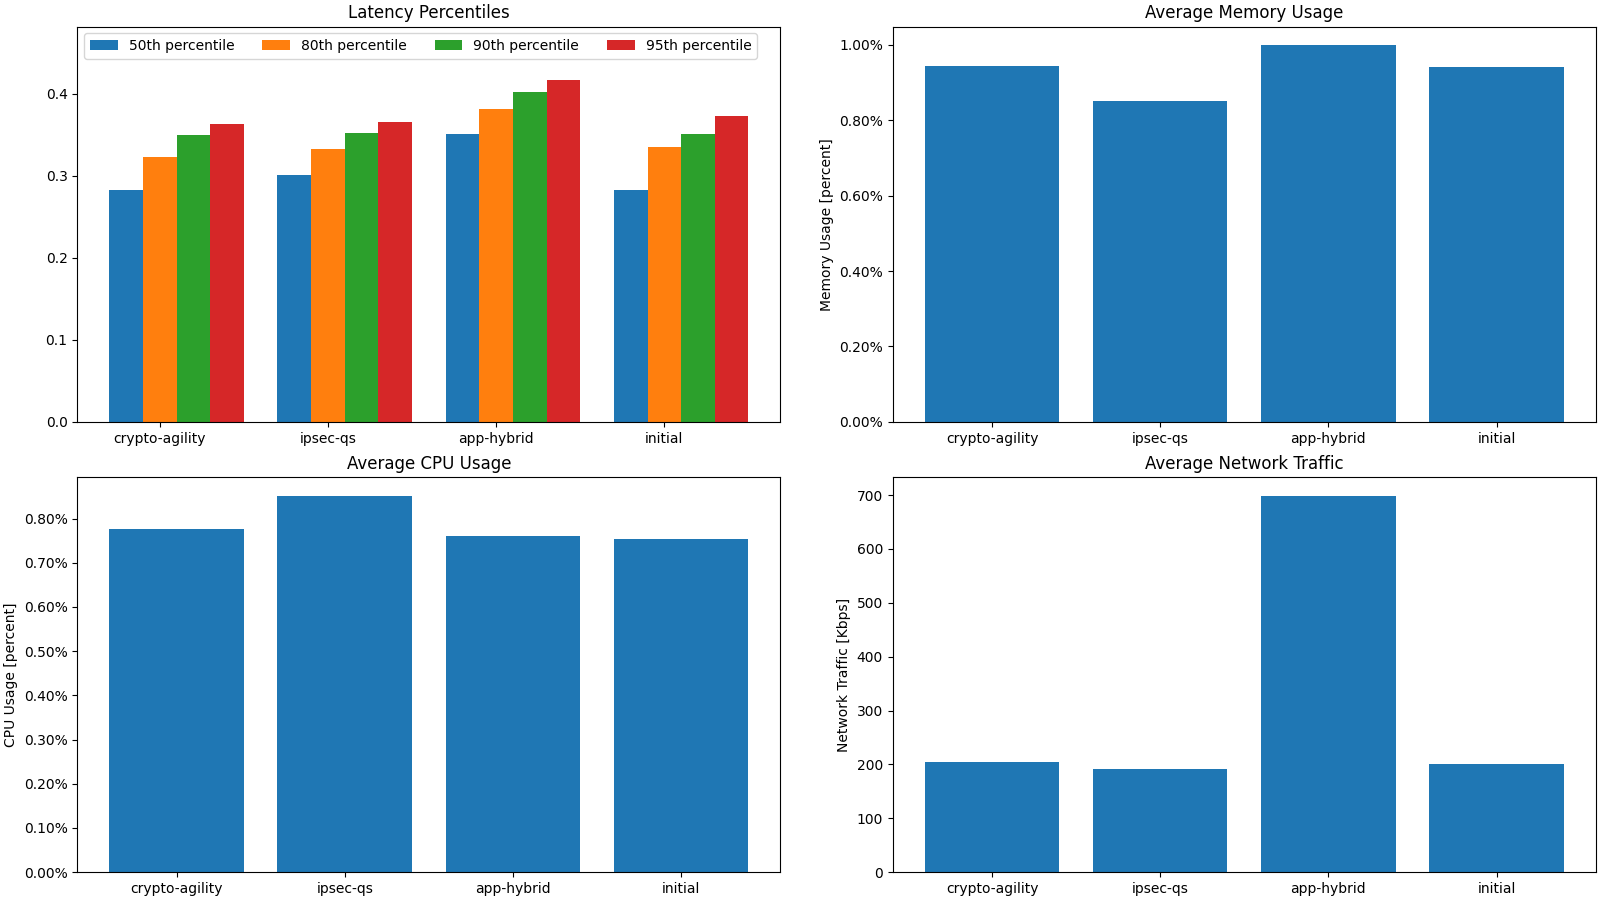 Latency Percentiles
50th percentile 80th percentile 90th percentile 95th percentile
0.4
0.3
0.2
0.1
0.0
crypto-agility ipsec-qs app-hybrid initial
Average Memory Usage
Memory Usage [percent]
1.00%
0.80%
0.60%
0.40%
0.20%
0.00%
crypto-agility ipsec-qs app-hybrid initial
Average CPU Usage
CPU Usage [percent]
0.80%
0.70%
0.60%
0.50%
0.40%
0.30%
0.20%
0.10%
0.00%
crypto-agility ipsec-qs app-hybrid initial
Average Network Traffic
Network Traffic [Kbps]
700
600
500
400
300
200
100
0
crypto-agility ipsec-qs app-hybrid initial